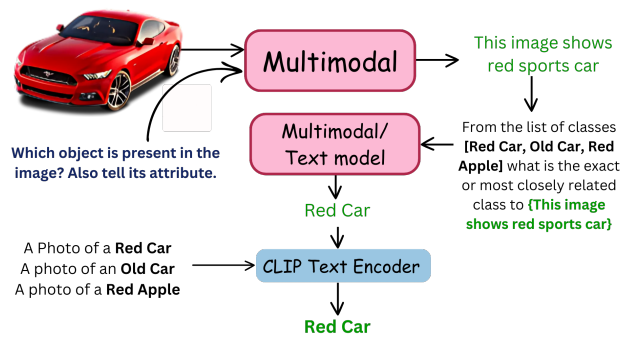 Multimodal
This image shows
red sports car
Which object is present in the
image? Also tell its attribute.
From the list of classes
[Red Car, Old Car, Red
Apple] what is the exact
or most closely related
class to {This image
shows red sports car}
Multimodal/
Text model
Red Car
A Photo of a Red Car
A photo of an Old Car
A photo of a Red Apple
CLIP Text Encoder
Red Car